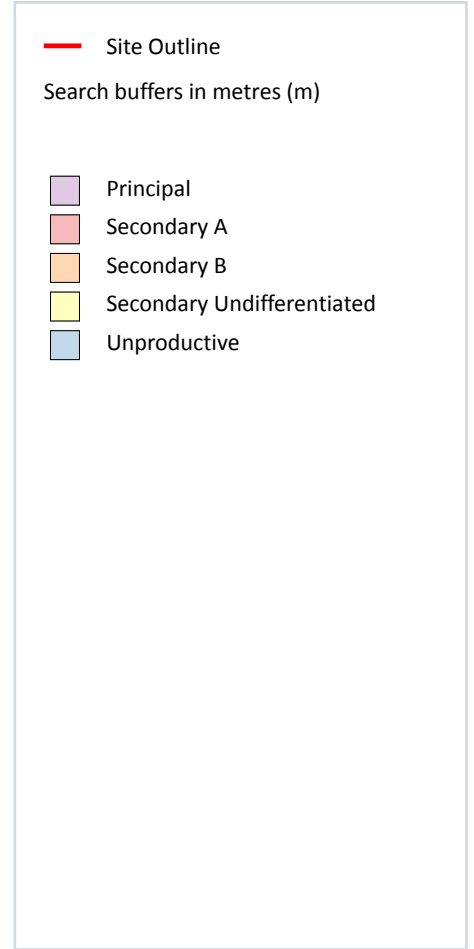 Site Outline
Search buffers in metres (m)
Principal
Secondary A
Secondary B
Secondary Undifferentiated
Unproductive